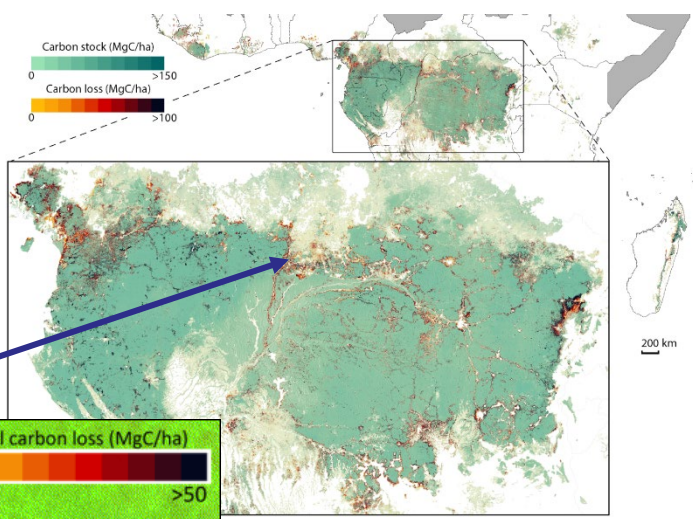 Carbon stock (MgC/ha)
0 >150
Carbon loss (MgC/ha)
0 >100
200 km
carbon loss (MgC/ha)
>50